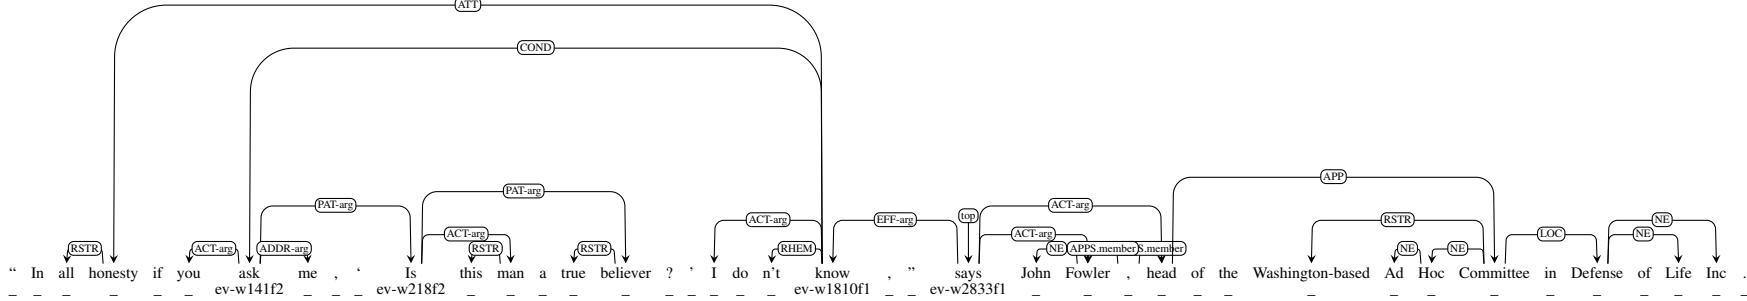 ATT
COND
APP
PAT-arg
PAT-arg ACT-arg
top
ACT-arg EFF-arg RSTR NE
ACT-arg ACT-arg LOC NE
RSTR ACT-arg ADDR-arg RSTR RSTR RHEM NE APPS.member S.member NE NE
“ In all honesty if you ask me , ‘ Is this man a true believer ? ’ I do n't know , ” says John Fowler , head of the Washington-based Ad Hoc Committee in Defense of Life Inc .
_ _ _ _ _ _ ev-w141f2 _ _ _ ev-w218f2 _ _ _ _ _ _ _ _ _ _ ev-w1810f1 _ _ ev-w2833f1 _ _ _ _ _ _ _ _ _ _ _ _ _ _ _ _